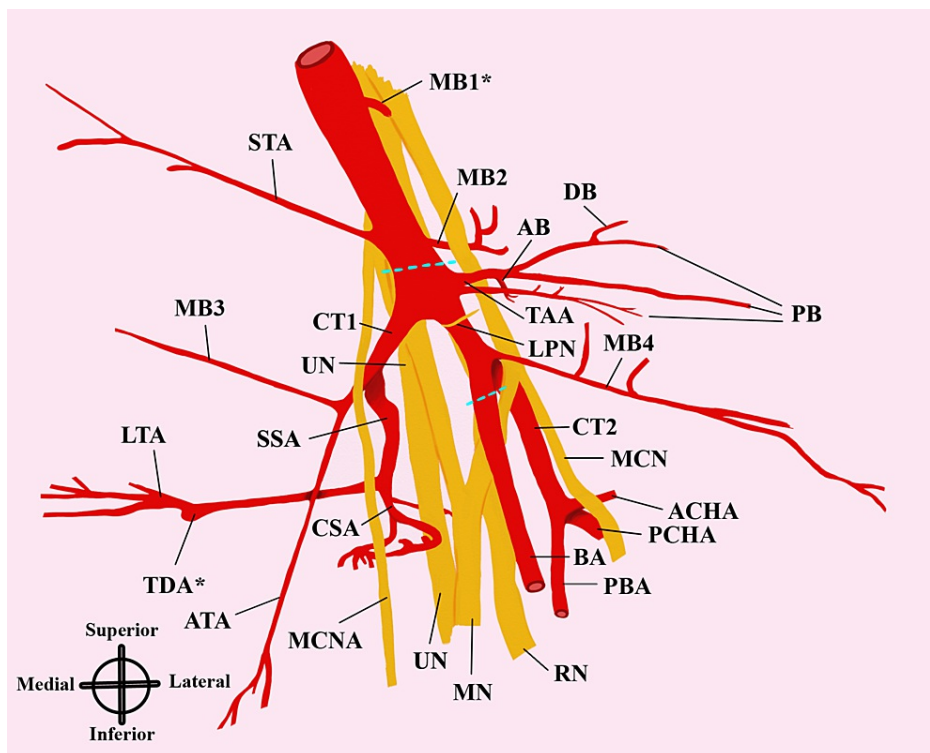 MB1*
STA
MB2
DB
AB
MB3
CT1
TAA
PB
UN
LPN
MB4
SSA
CT2
LTA
MCN
CSA
ACHA
PCHA
TDA*
BA
PBA
ATA
MCNA
UN
MN
RN
Superior
Medial
Lateral
Inferior